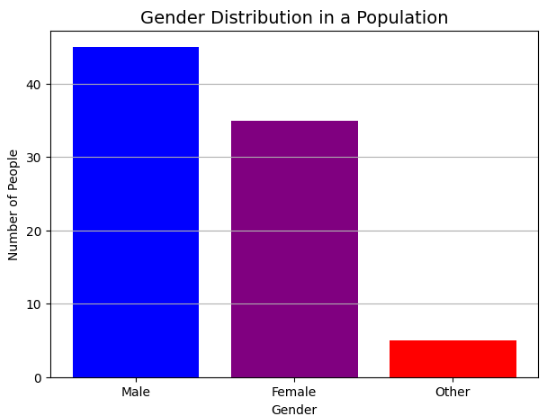 Gender Distribution in a Population
Number of People
40
30
20
10
0
Male Female Other
Gender